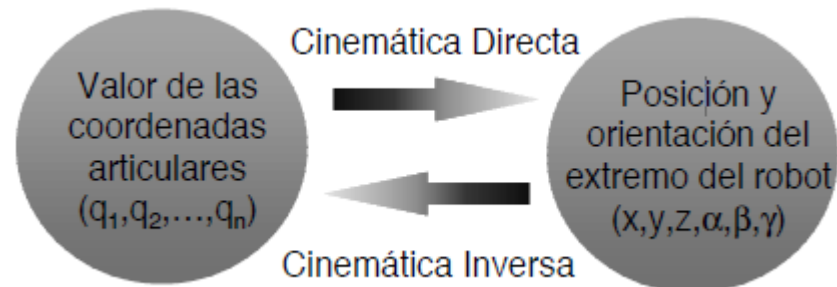 Cinemática Directa
Valor de las
coordenadas
articulares
(q₁,q₂,...,qₙ)
Posición y
orientación del
extremo del robot
(x,y,z,α,β,γ)
Cinemática Inversa